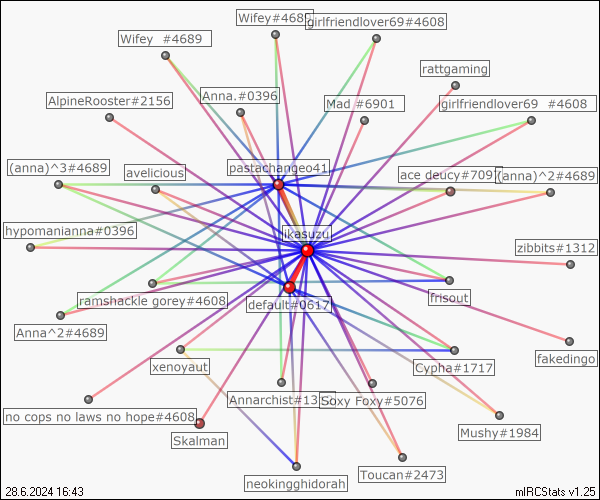 Wifey #4689
girlfriendlover69#4608
Wifey  #4689
rattgaming
AlpineRooster#2156
Anna.#0396
Mad #6901
girlfriendlover69  #4608
(anna)^3#4689
avelicious
pastachangeo41
ace deucy#709
(anna)^2#4689
hypomanianna#0396
ikasuzu
zibbits#1312
ramshackle gorey#4608
default#0617
frisout
Anna^2#4689
xenoyaut
Cypha#1717
fakedingo
no cops no laws no hope#4608
Annarchist#13
Foxy#5076
Mushy#1984
Skalman
neokingghidorah
Toucan#2473
28.6.2024 16:43
mIRCStats v1.25